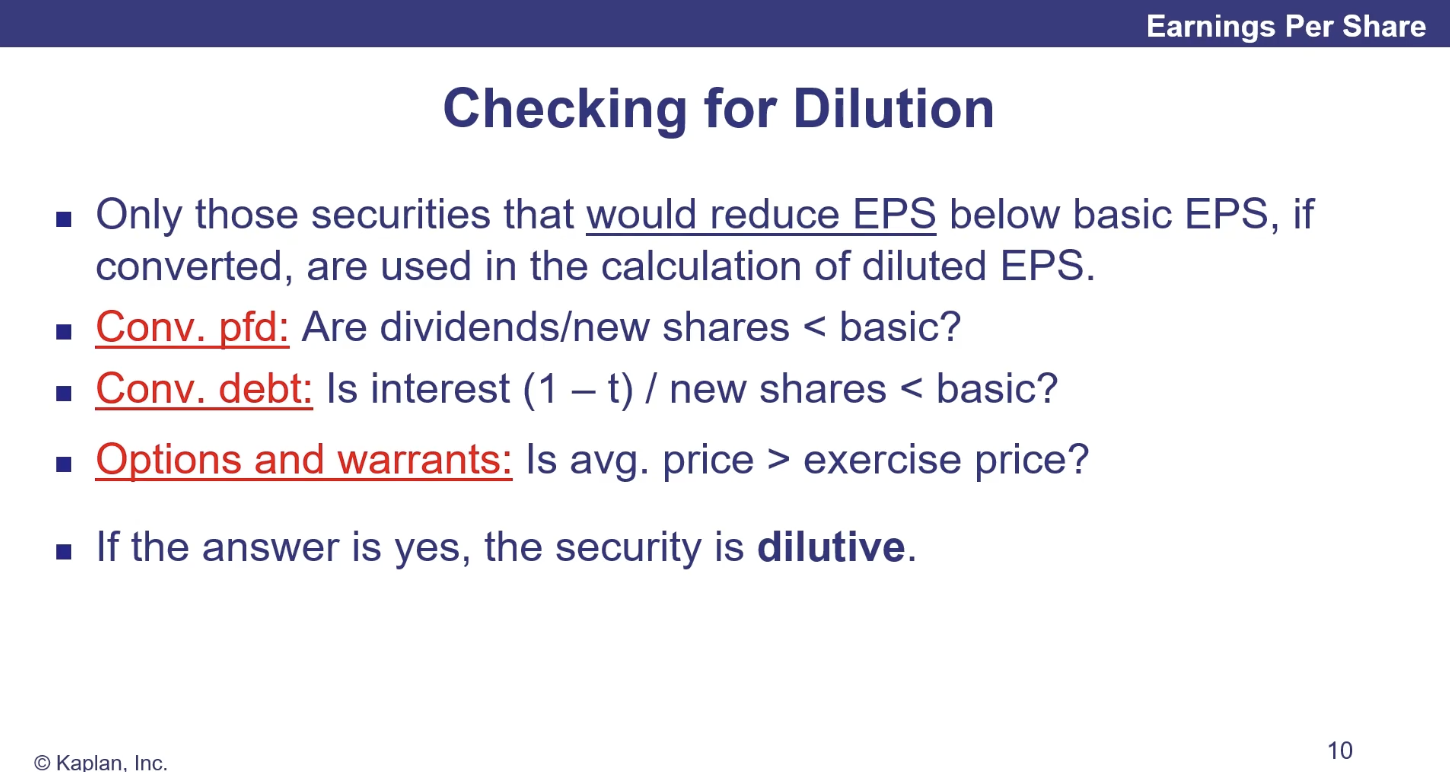 Earnings Per Share
Checking for Dilution
■ Only those securities that would reduce EPS below basic EPS, if
converted, are used in the calculation of diluted EPS.
■ Conv. pfd: Are dividends/new shares < basic?
■ Conv. debt: Is interest (1 – t) / new shares < basic?
■ Options and warrants: Is avg. price > exercise price?
■ If the answer is yes, the security is dilutive.
© Kaplan, Inc.
10